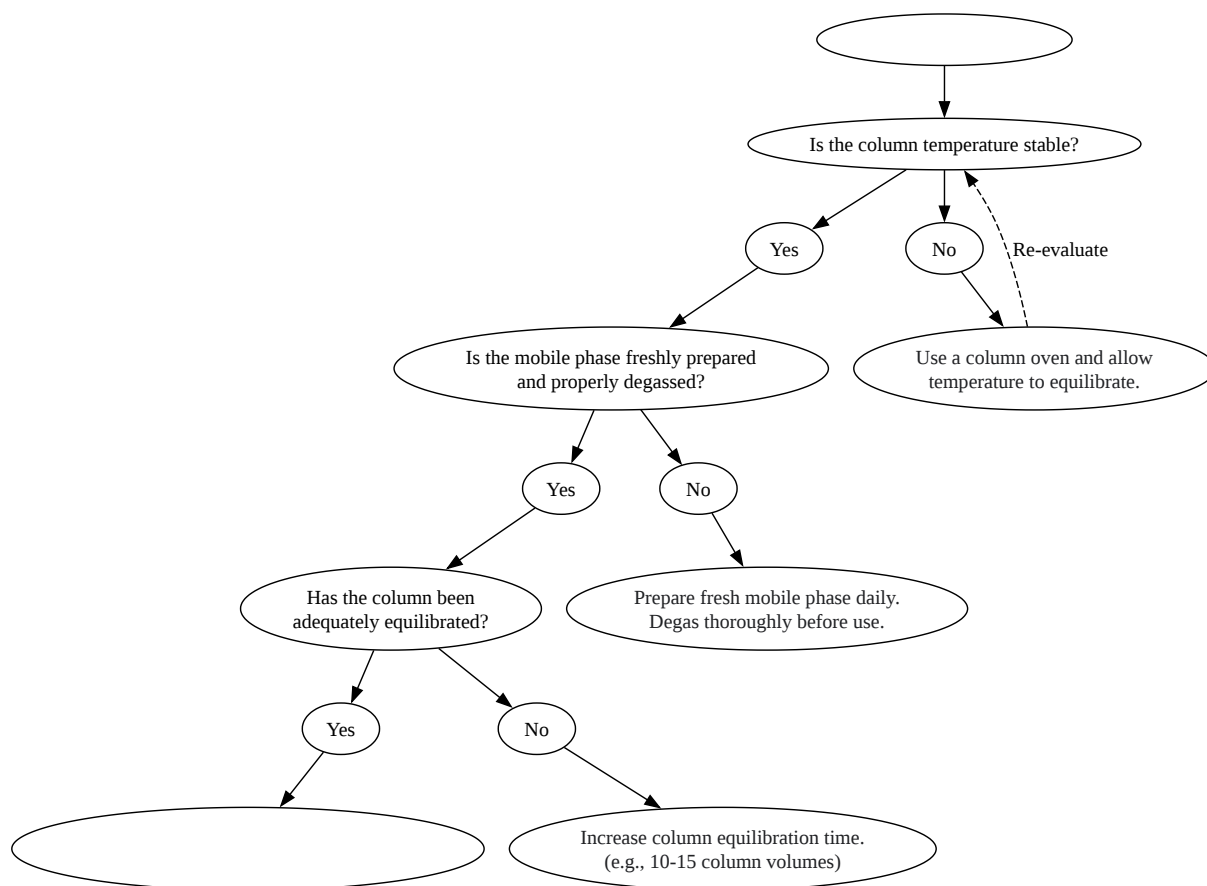 Is the column temperature stable?
Yes
No
Re-evaluate
Is the mobile phase freshly prepared
and properly degassed?
Use a column oven and allow
temperature to equilibrate.
Yes
No
Has the column been
adequately equilibrated?
Prepare fresh mobile phase daily.
Degas thoroughly before use.
Yes
No
Increase column equilibration time.
(e.g., 10-15 column volumes)